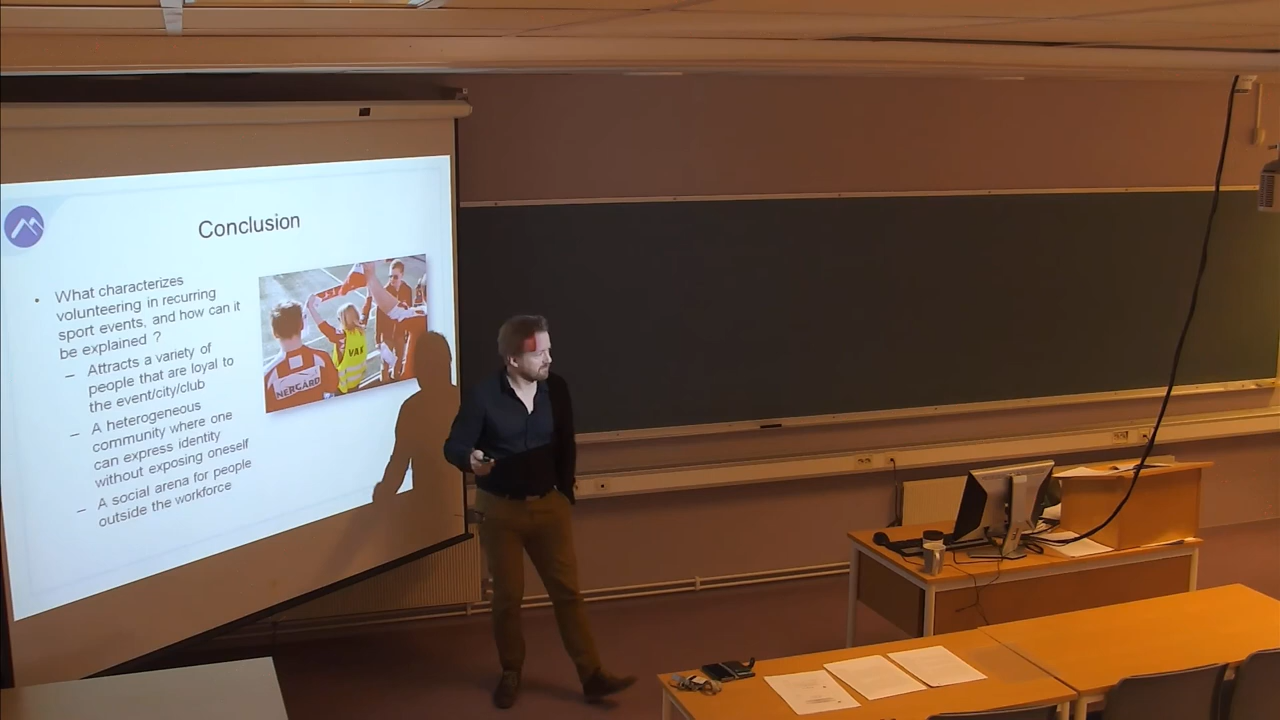 Conclusion
• What characterizes
volunteering in recurring
sport events, and how can it
be explained ?
– Attracts a variety of
people that are loyal to
the event/city/club
– A heterogeneous
community where one
can express identity
without exposing oneself
– A social arena for people
outside the workforce
NERGÅRD